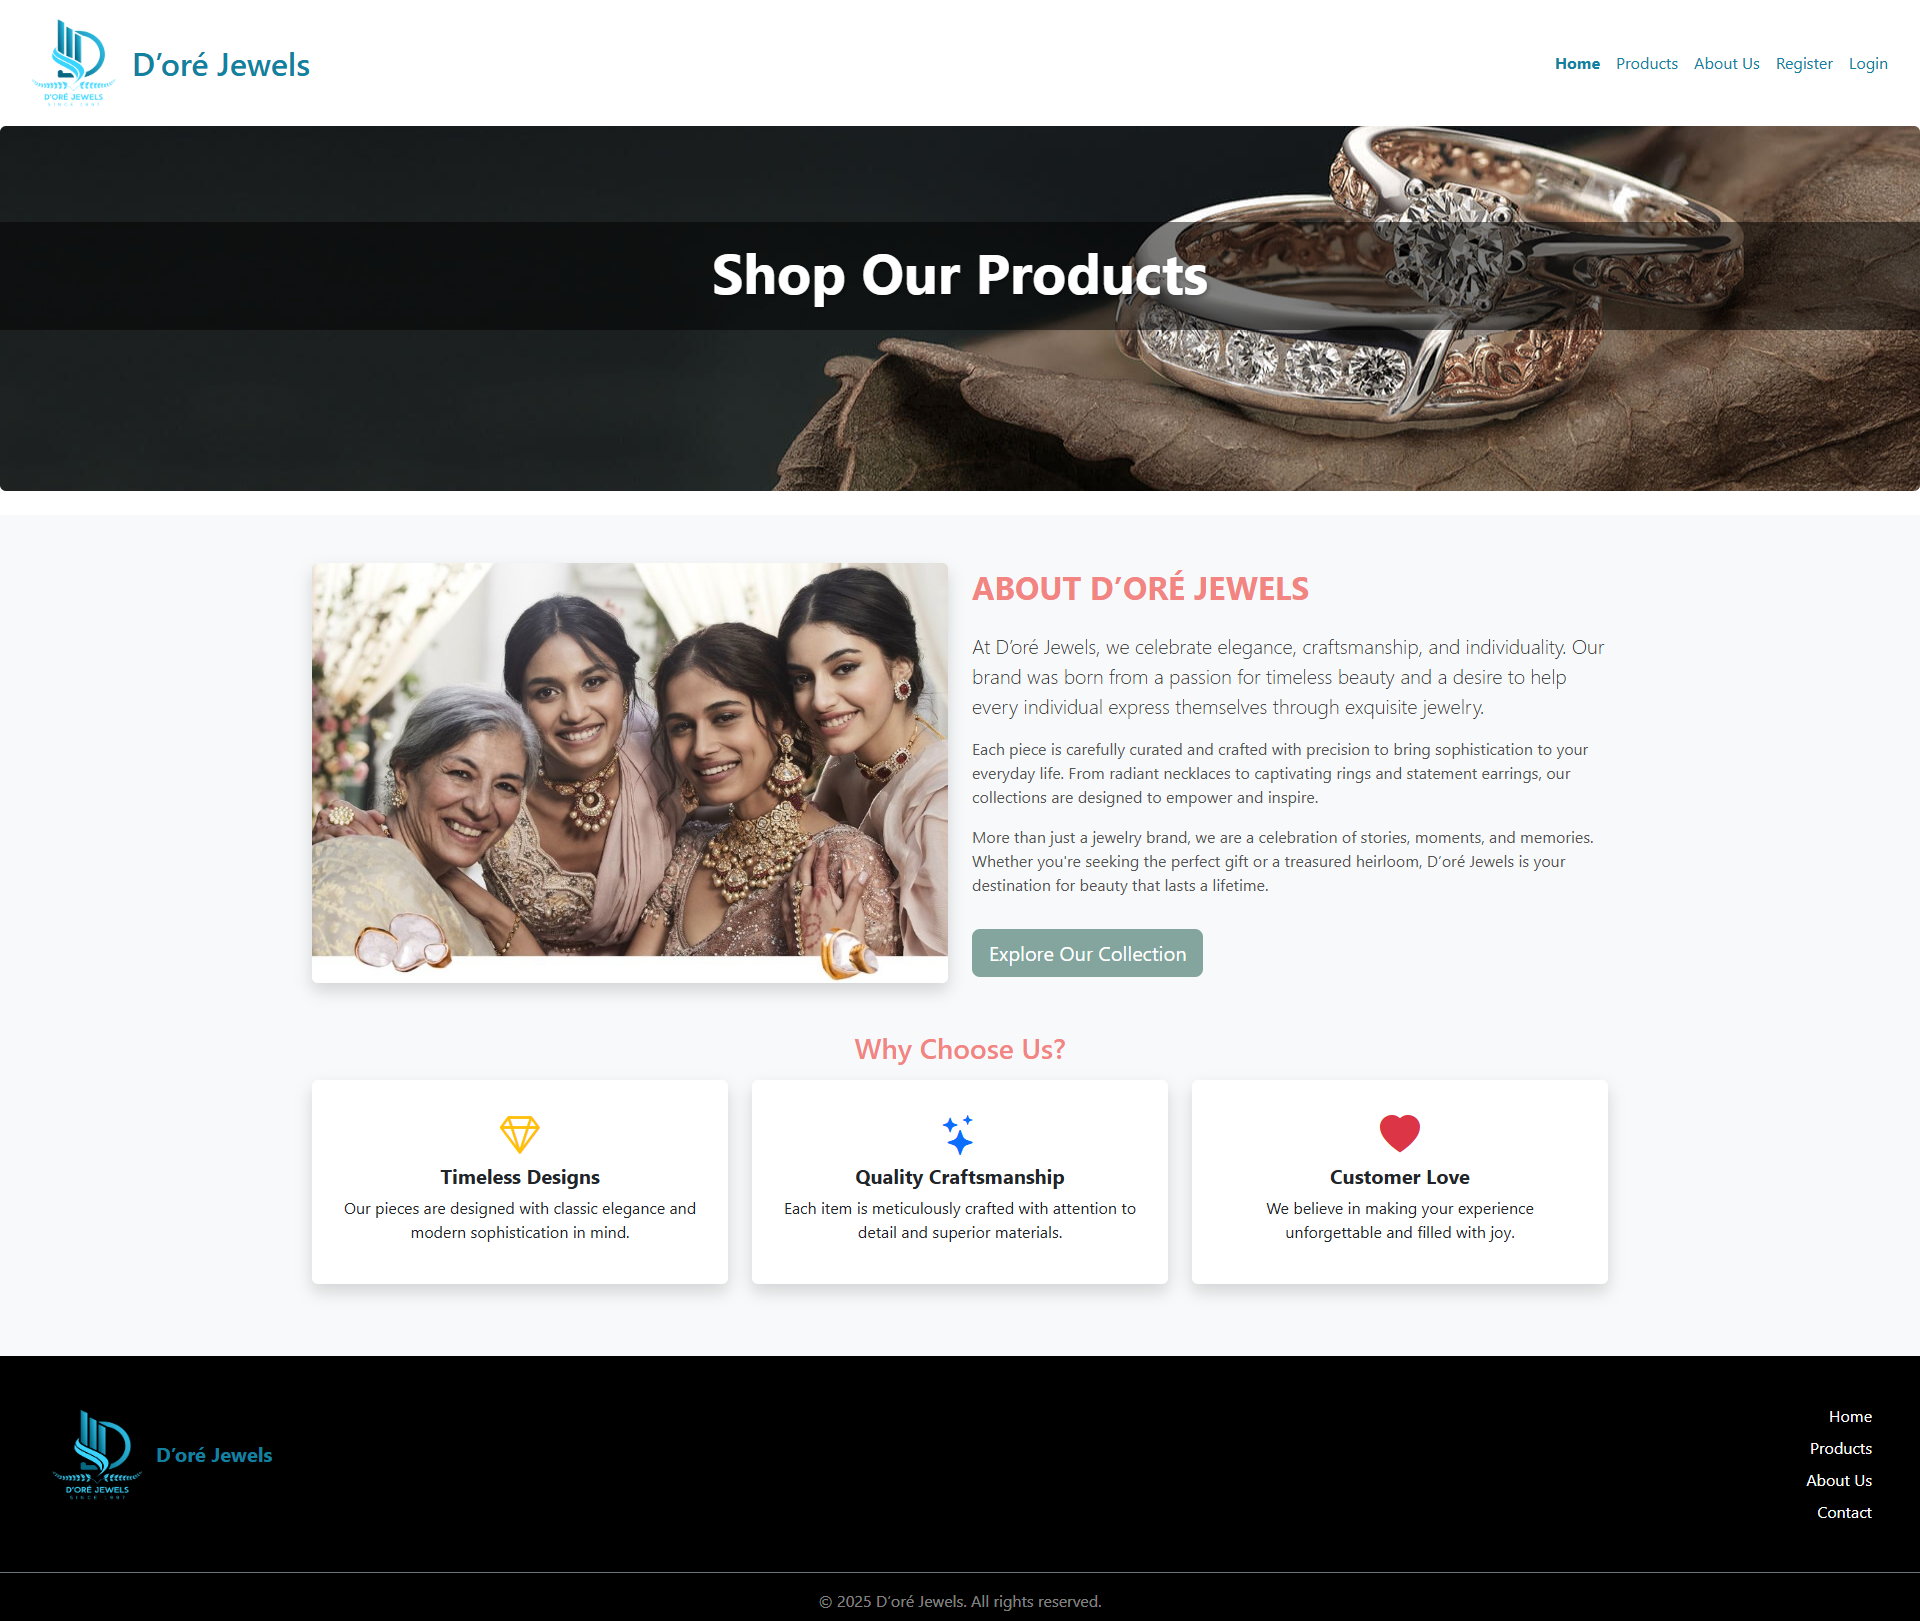 D'ORÉ JEWELS
SINCE 1987
D’oré Jewels
Home
Products
About Us
Register
Login
Shop Our Products
ABOUT D’ORÉ JEWELS
At D’oré Jewels, we celebrate elegance, craftsmanship, and individuality. Our
brand was born from a passion for timeless beauty and a desire to help
every individual express themselves through exquisite jewelry.
Each piece is carefully curated and crafted with precision to bring sophistication to your
everyday life. From radiant necklaces to captivating rings and statement earrings, our
collections are designed to empower and inspire.
More than just a jewelry brand, we are a celebration of stories, moments, and memories.
Whether you're seeking the perfect gift or a treasured heirloom, D’oré Jewels is your
destination for beauty that lasts a lifetime.
Explore Our Collection
Why Choose Us?
Timeless Designs
Our pieces are designed with classic elegance and
modern sophistication in mind.
Quality Craftsmanship
Each item is meticulously crafted with attention to
detail and superior materials.
Customer Love
We believe in making your experience
unforgettable and filled with joy.
D'ORÉ JEWELS
D’oré Jewels
Home
Products
About Us
Contact
© 2025 D’oré Jewels. All rights reserved.